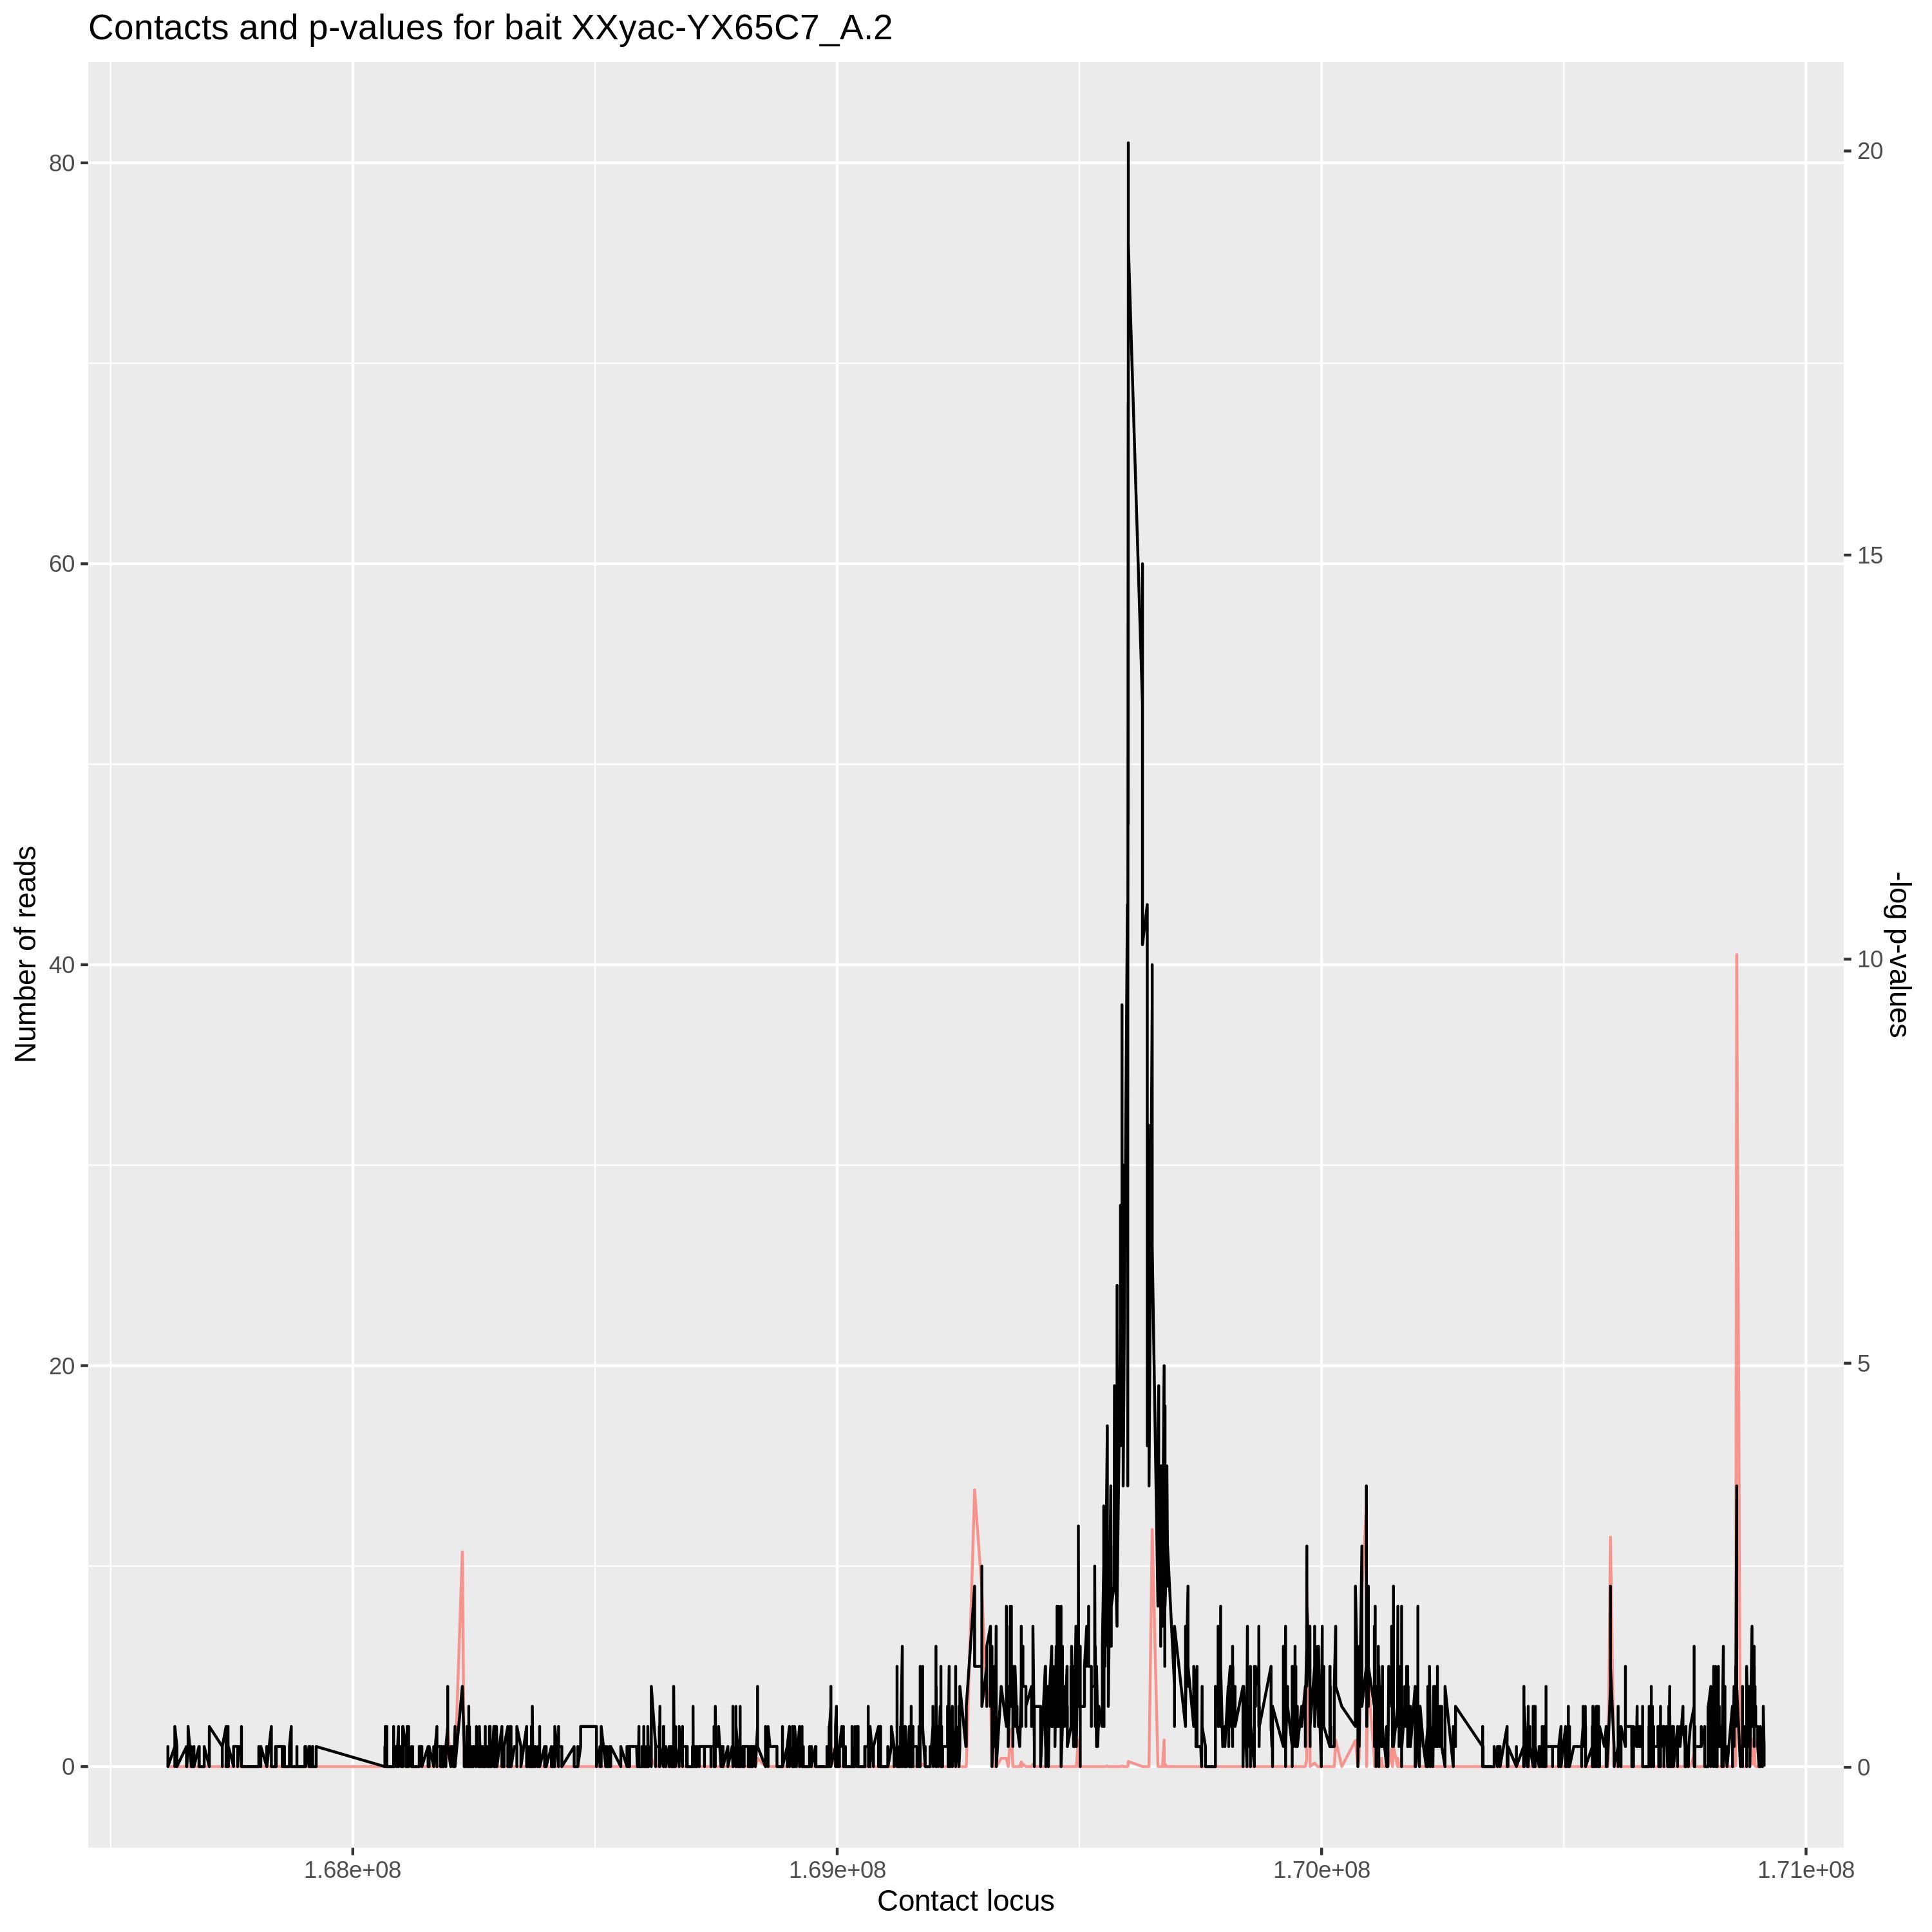 Contacts and p-values for bait XXyac-YX65C7_A.2
80
60
40
20
0
Number of reads
20
15
10
5
0
-log p-values
1.68e+08
1.69e+08
1.70e+08
1.71e+08
Contact locus